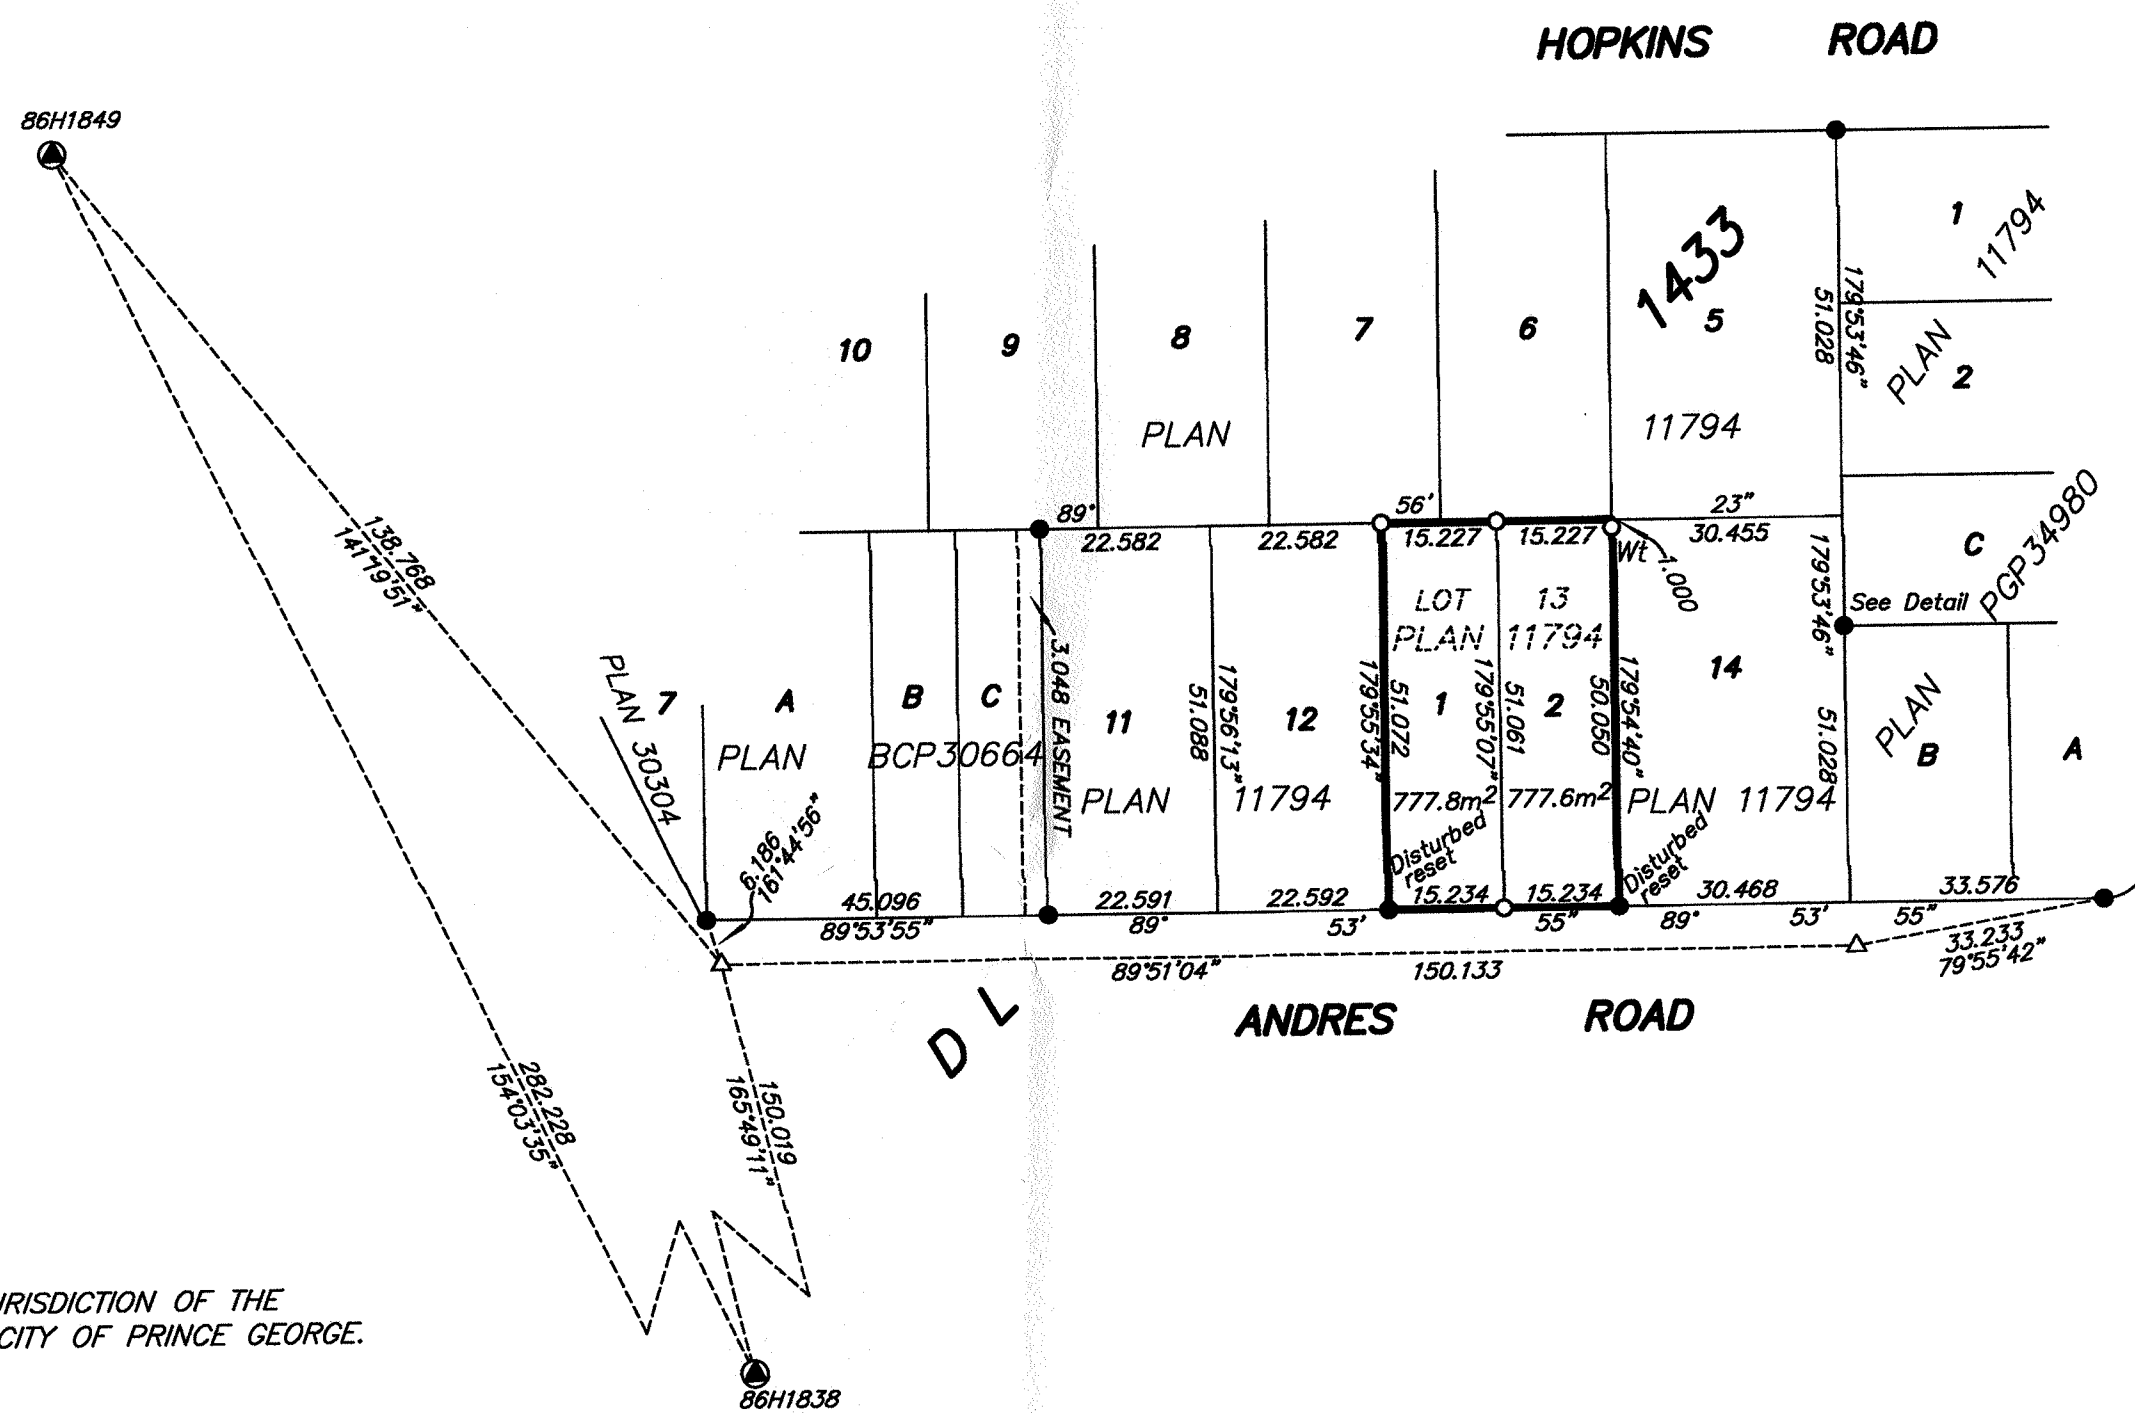 HOPKINS ROAD
86H1849
1
11794
1433
179°53'46"
51.028
10
9
8
7
6
5
PLAN
2
PLAN
11794
89°
56'
23"
22.582
22.582
15.227
15.227
30.455
Wt
1.000
C
PGP34980
138.768
141°19'51"
See Detail
179°53'46"
LOT 13
PLAN 11794
PLAN 30304
7
A
B
C
3.048 EASEMENT
11
51.088
179°56'13"
12
179°55'34"
51.072
1
179°55'07"
51.061
2
50.050
179°54'40"
14
51.028
PLAN
B
A
PLAN
BCP30664
PLAN
11794
777.8m²
777.6m²
PLAN 11794
Disturbed
reset
Disturbed
reset
6.186
161°44'56"
45.096
22.591
22.592
15.234
15.234
30.468
33.576
89°53'55"
89°
53'
55"
89°
53'
55"
33.233
79°55'42"
89°51'04"
150.133
D L
ANDRES ROAD
282.228
154°03'35"
150.019
165°49'11"
IRISDICTION OF THE
CITY OF PRINCE GEORGE.
86H1838